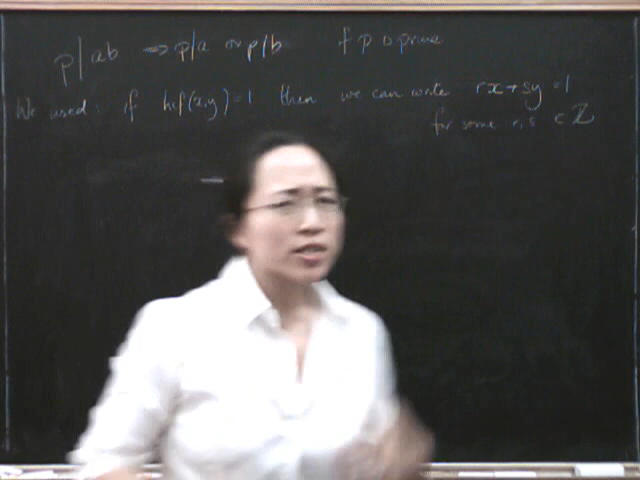 p|ab ⇒ p|a or p|b if p is prime
We used: if hcf(x,y)=1 then we can write rx+sy=1
for some r,s ∈ ℤ